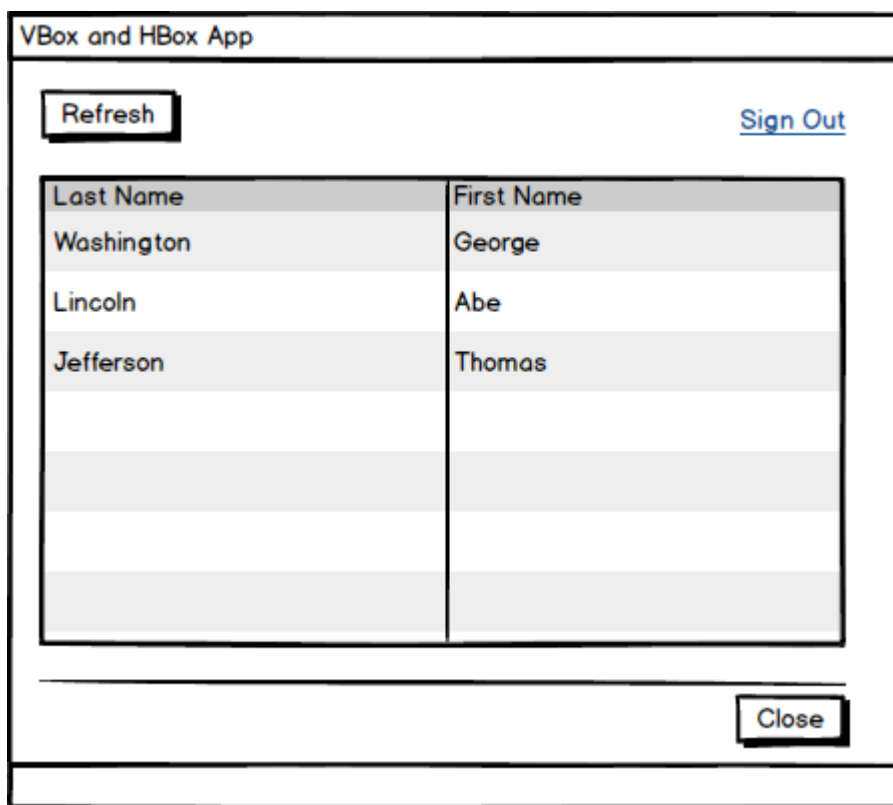 VBox and HBox App
Refresh
Sign Out
Last Name First Name
Washington George
Lincoln Abe
Jefferson Thomas
Close